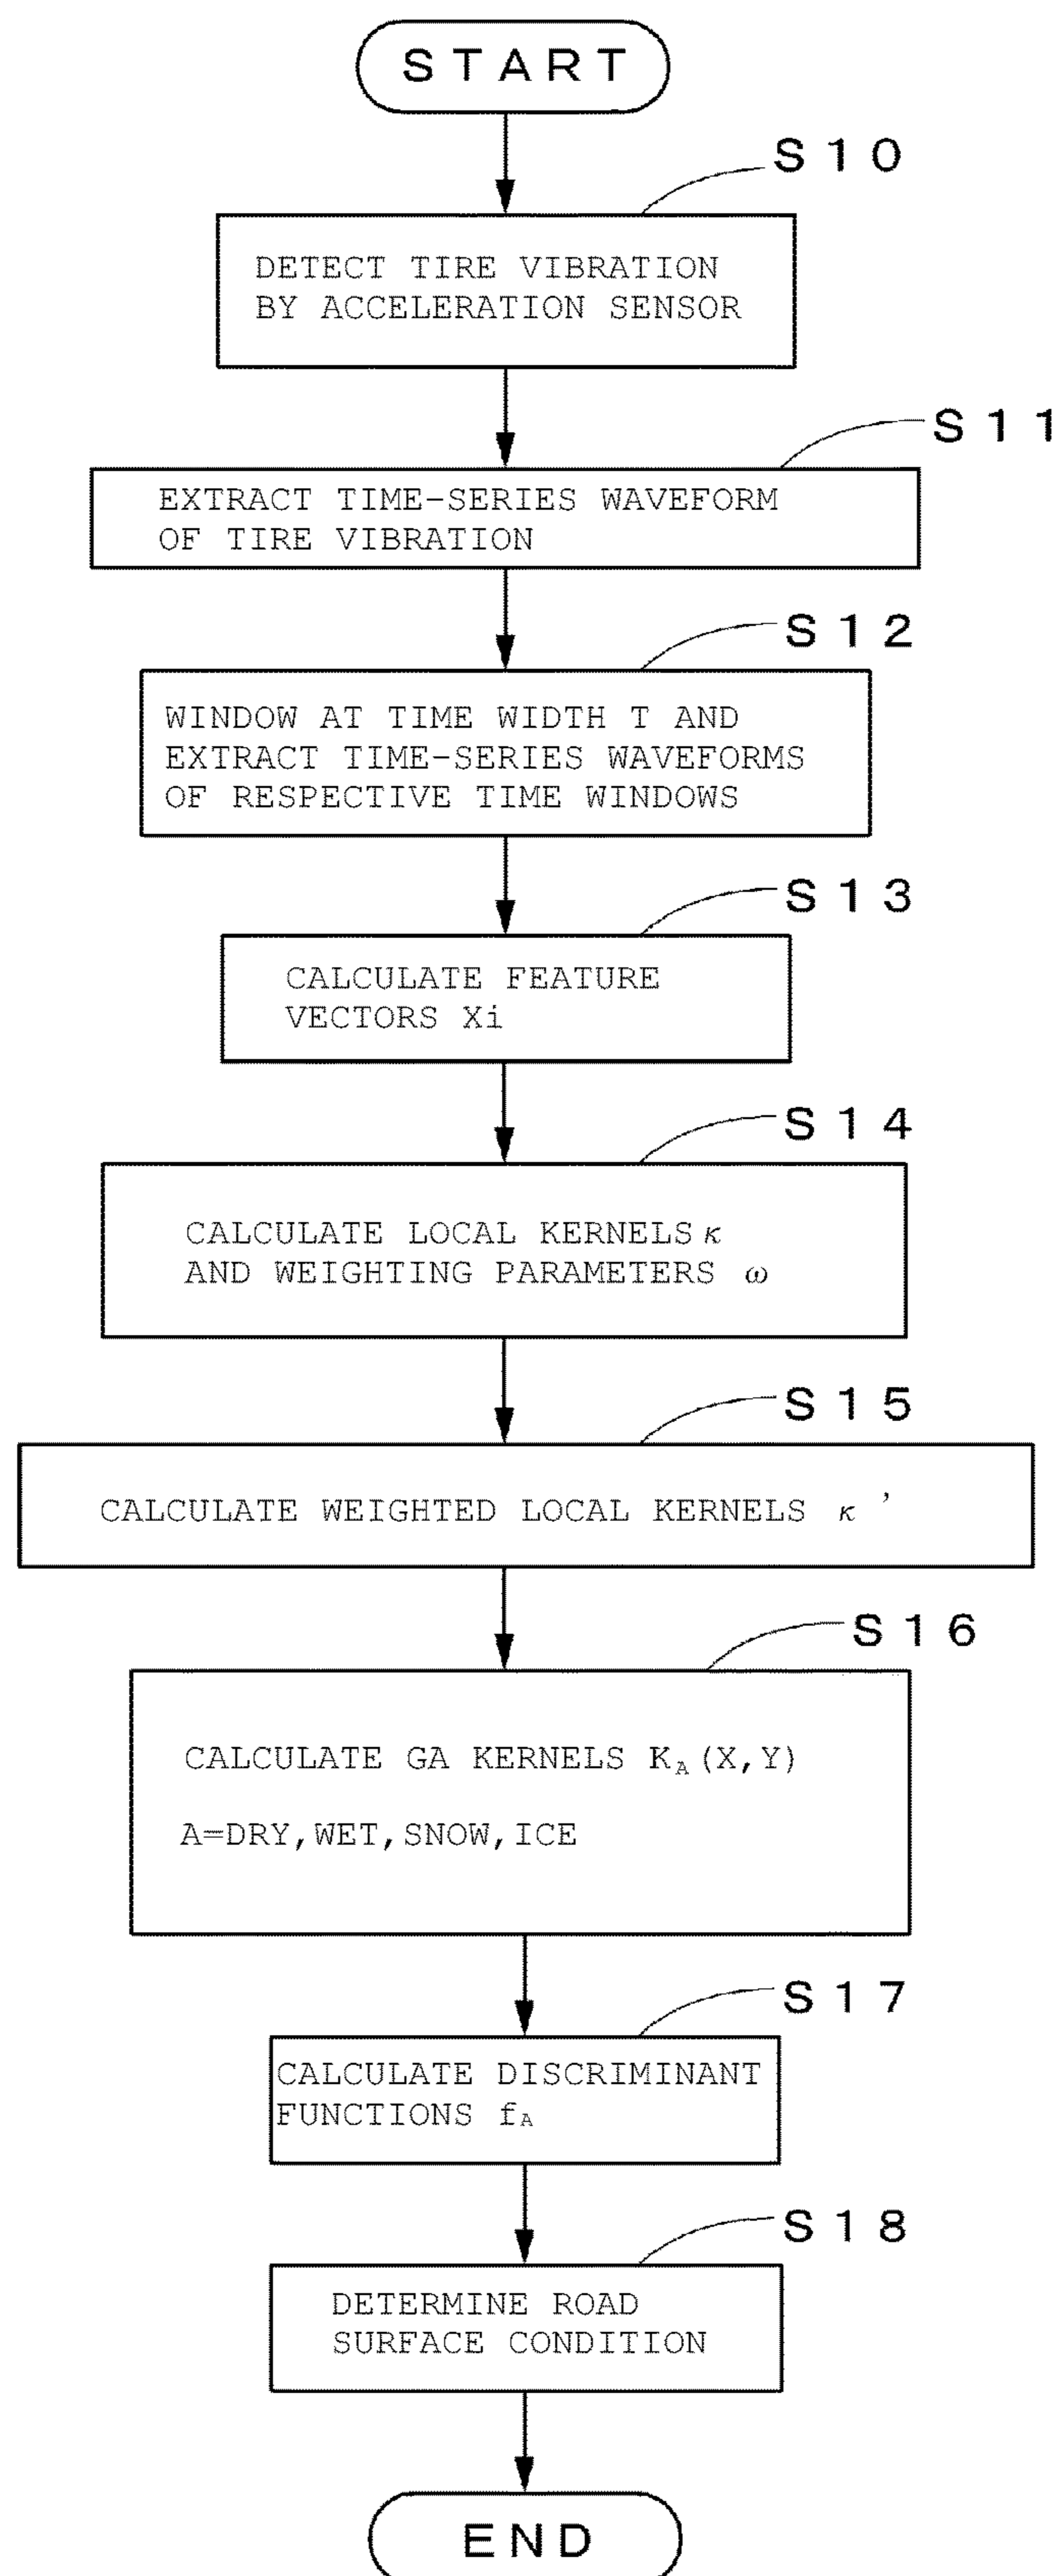 START
S10
DETECT TIRE VIBRATION
BY ACCELERATION SENSOR
S11
EXTRACT TIME-SERIES WAVEFORM
OF TIRE VIBRATION
S12
WINDOW AT TIME WIDTH T AND
EXTRACT TIME-SERIES WAVEFORMS
OF RESPECTIVE TIME WINDOWS
S13
CALCULATE FEATURE
VECTORS Xi
S14
CALCULATE LOCAL KERNELS κ
AND WEIGHTING PARAMETERS ω
S15
CALCULATE WEIGHTED LOCAL KERNELS κ'
S16
CALCULATE GA KERNELS K_A(X,Y)
A=DRY,WET,SNOW,ICE
S17
CALCULATE DISCRIMINANT
FUNCTIONS f_A
S18
DETERMINE ROAD
SURFACE CONDITION
END